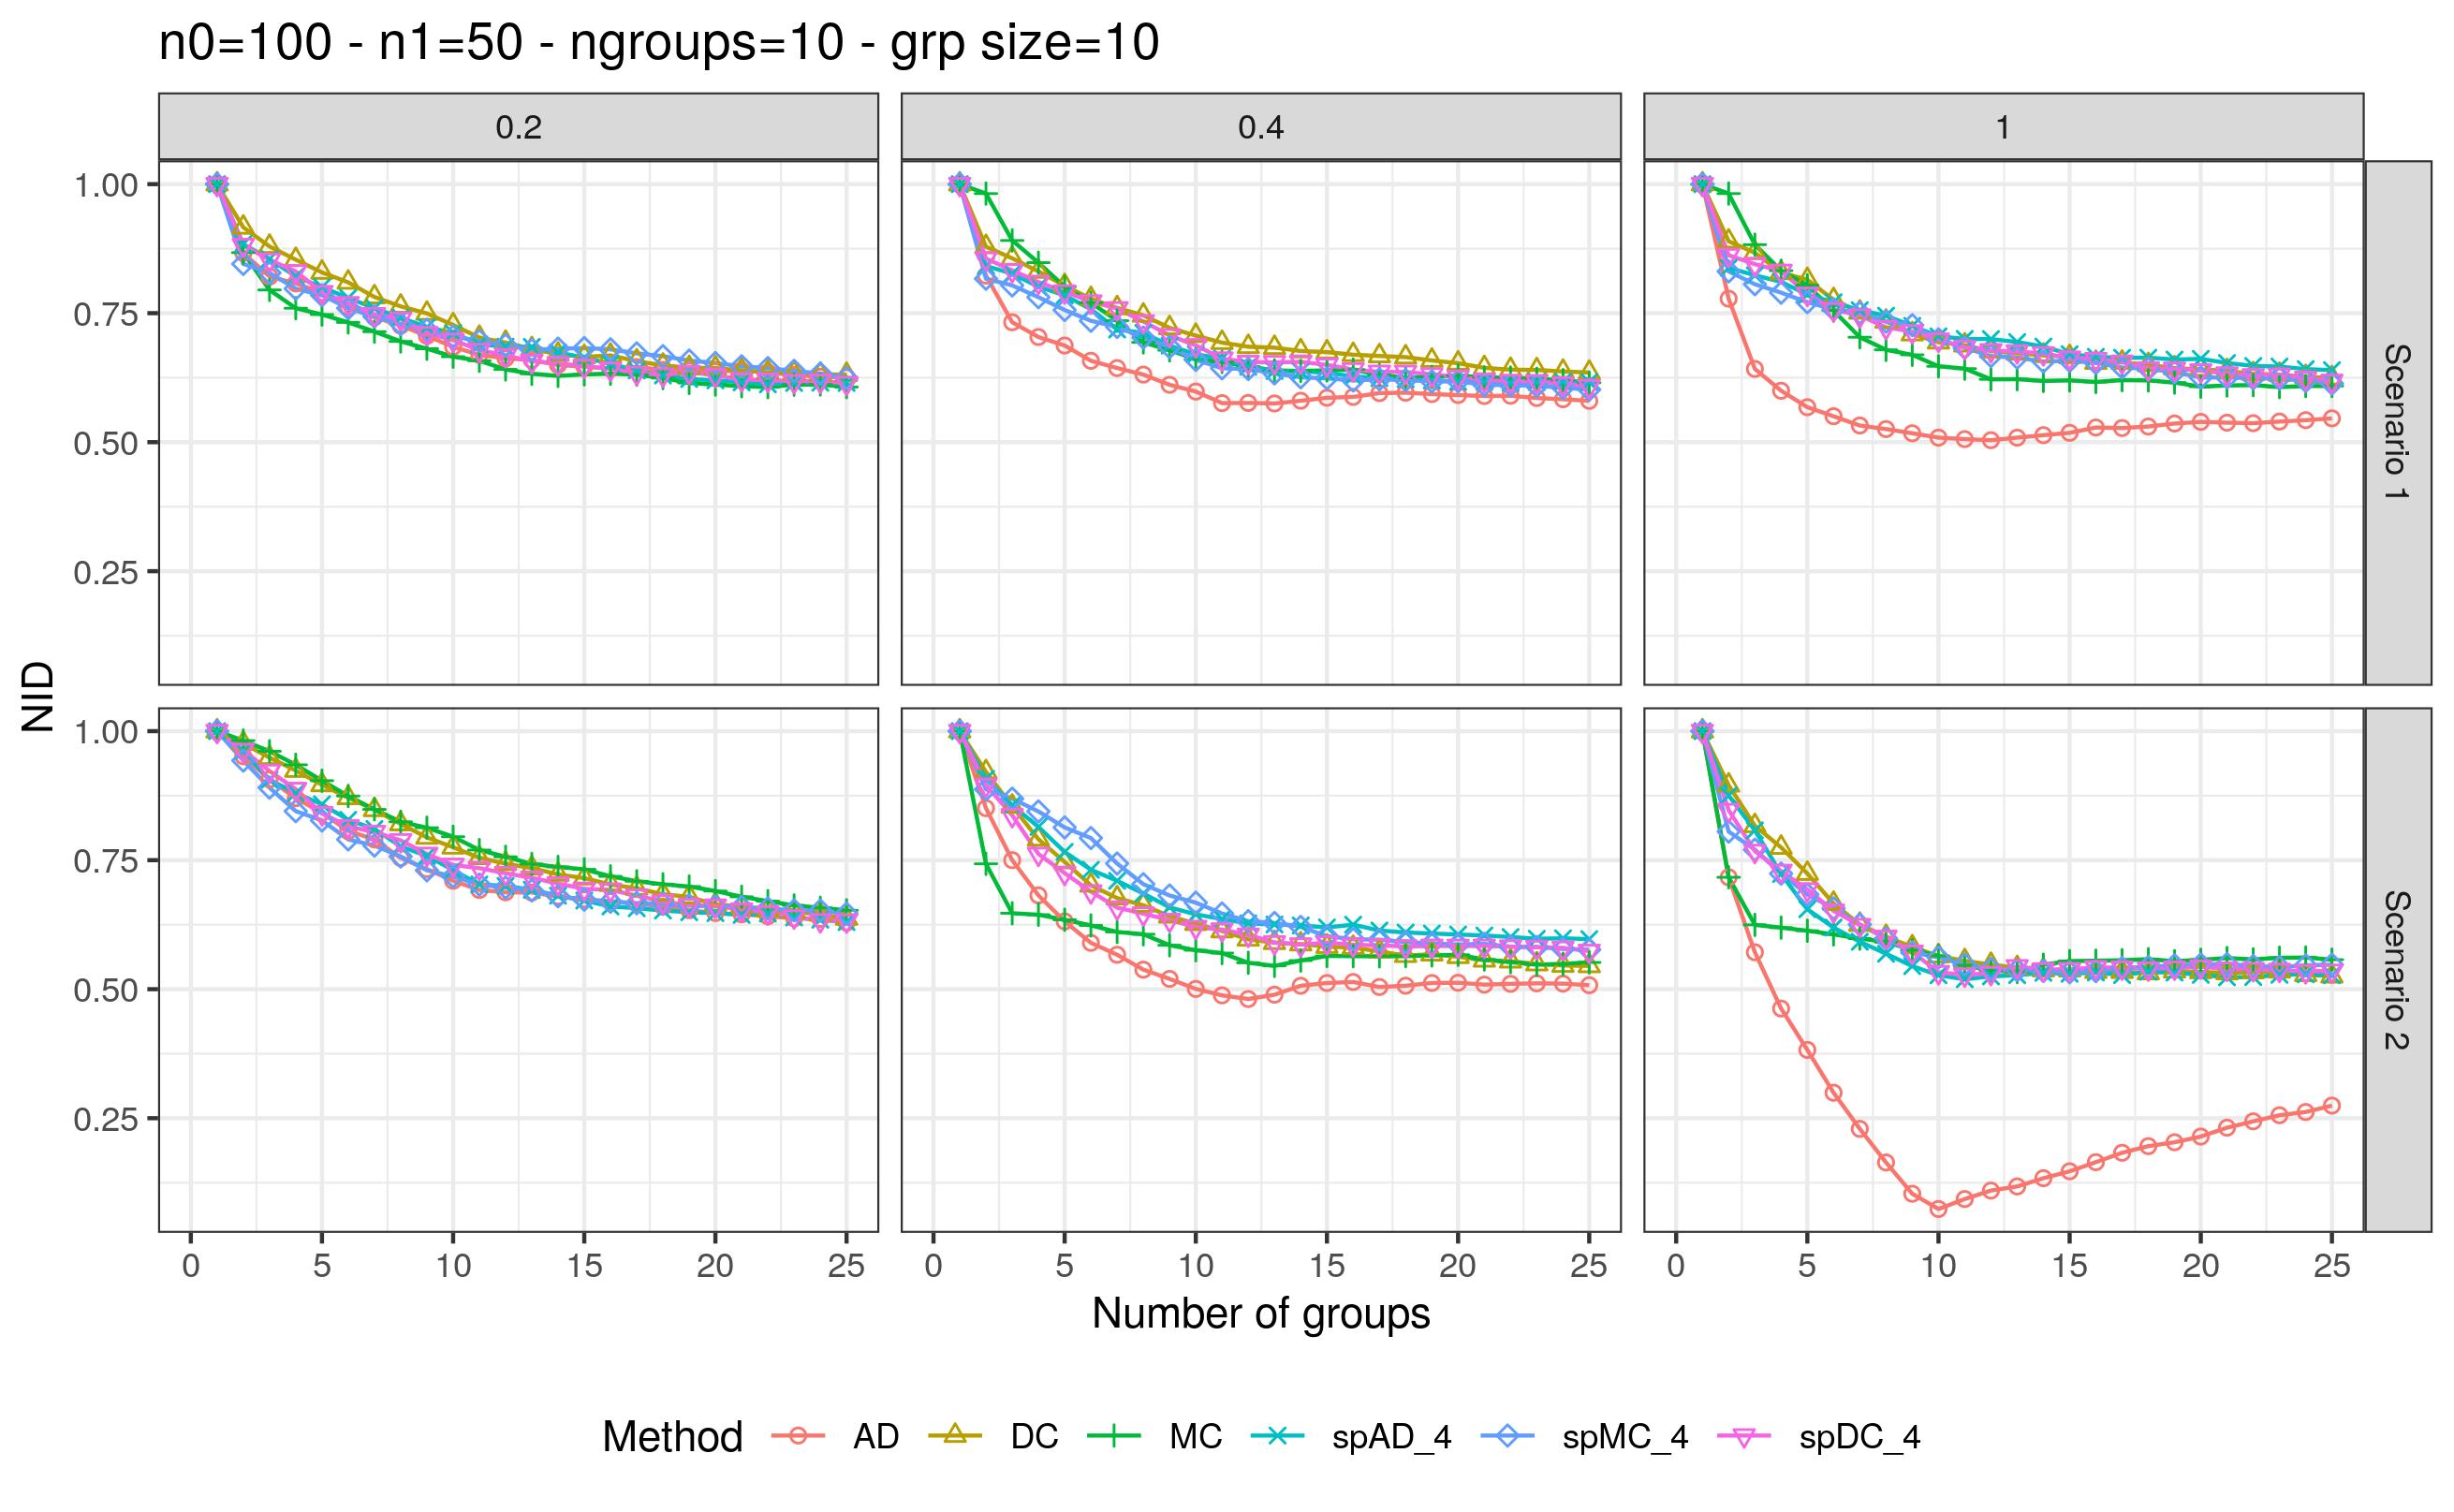 n0=100 - n1=50 - ngroups=10 - grp size=10
0.2 0.4 1
1.00
0.75
0.50
0.25
Scenario 1
NID
1.00
0.75
0.50
0.25
Scenario 2
0 5 10 15 20 25 0 5 10 15 20 25 0 5 10 15 20 25
Number of groups
Method AD DC MC spAD_4 spMC_4 spDC_4